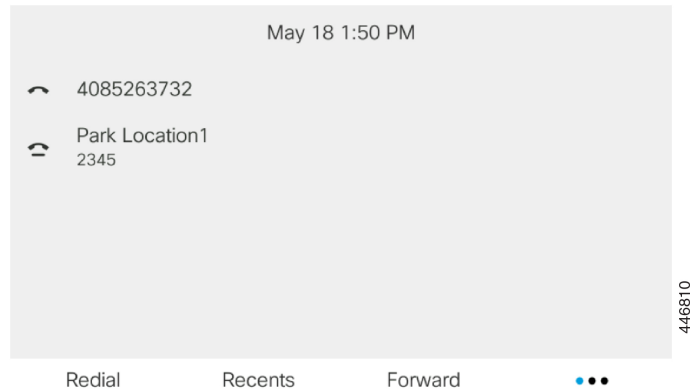 May 18 1:50 PM
4085263732
Park Location1
2345
Redial Recents Forward
446810